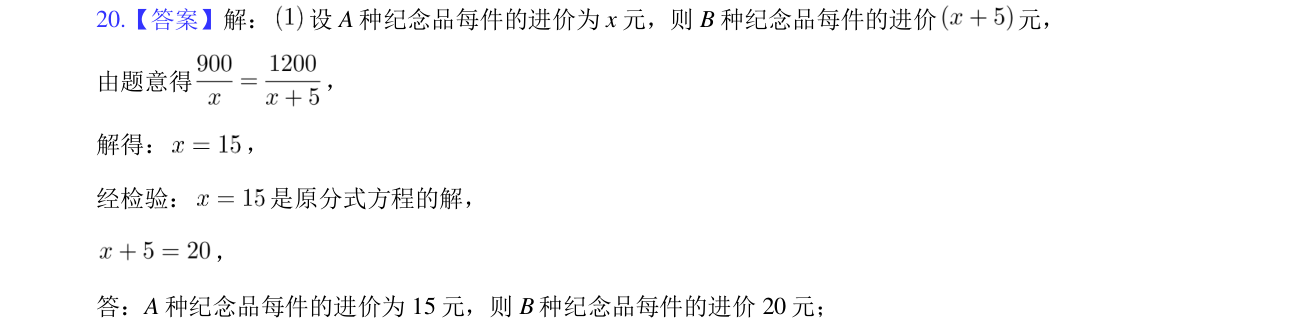 20.【答案】解：(1) 设 A 种纪念品每件的进价为 x 元，则 B 种纪念品每件的进价(x + 5)元，
由题意得 900/x = 1200/(x + 5)，
解得： x = 15，
经检验： x = 15是原分式方程的解，
x + 5 = 20，
答：A 种纪念品每件的进价为 15 元，则 B 种纪念品每件的进价 20 元；